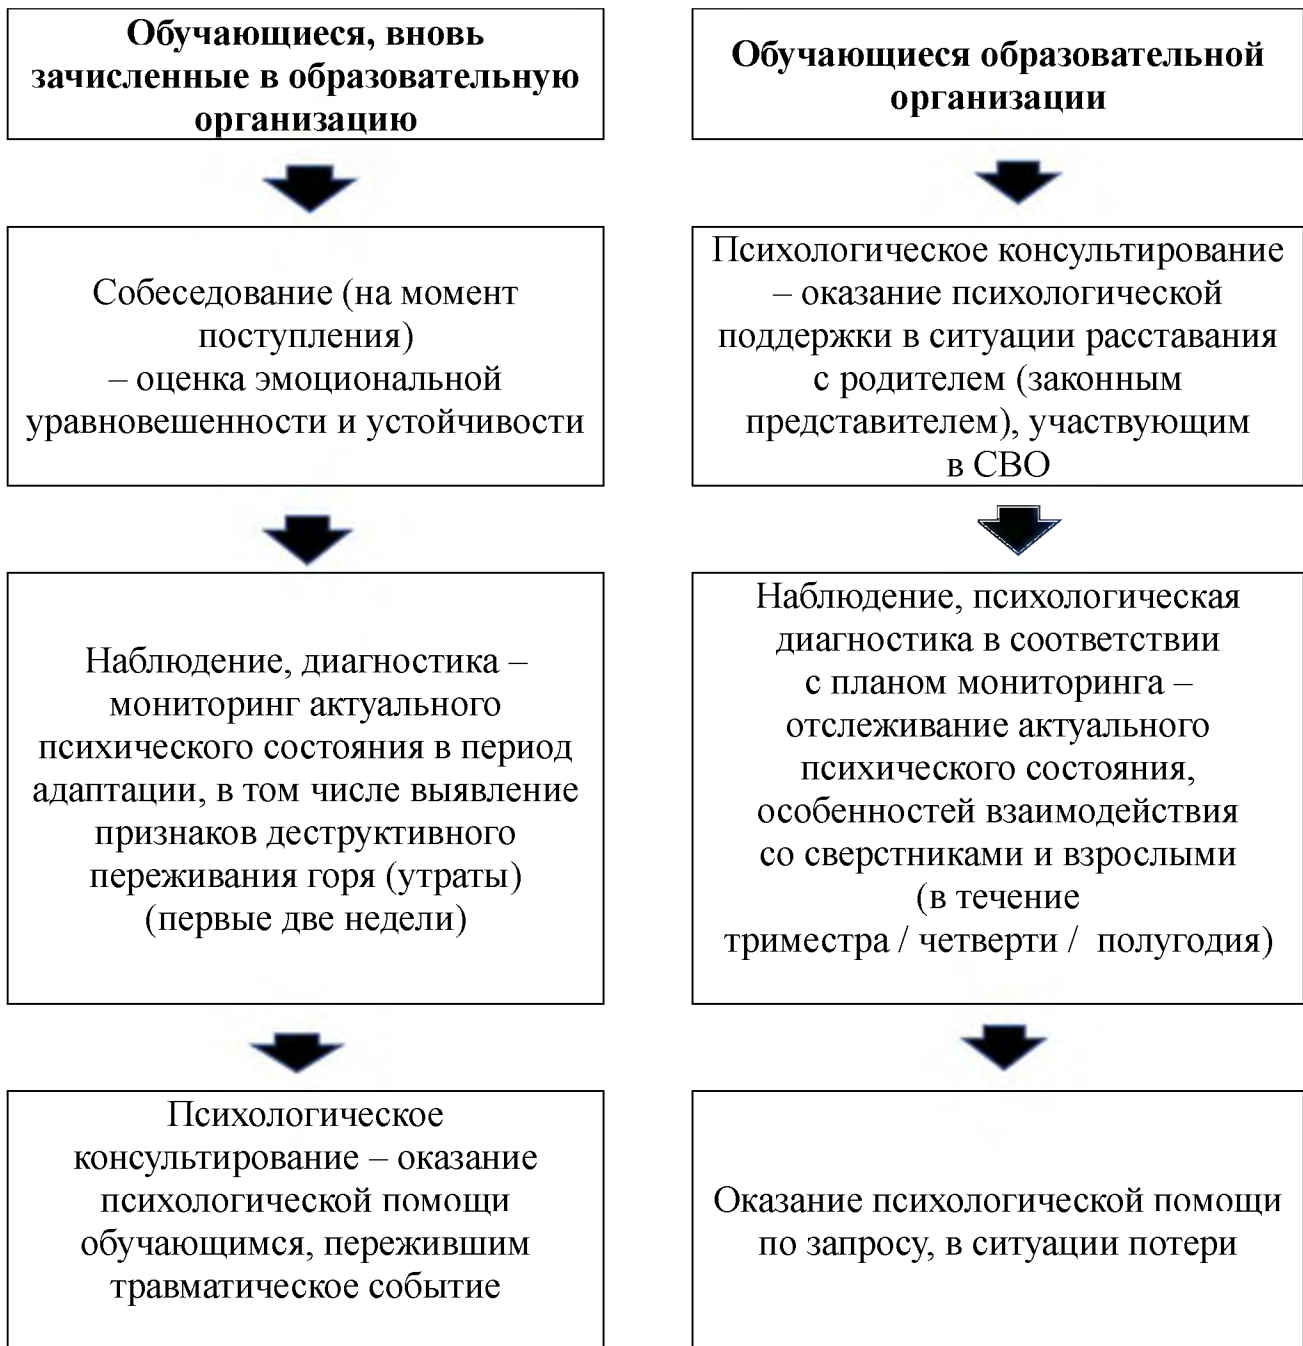 Обучающиеся, вновь
зачисленные в образовательную
организацию
Собеседование (на момент
поступления)
– оценка эмоциональной
уравновешенности и устойчивости
Наблюдение, диагностика –
мониторинг актуального
психического состояния в период
адаптации, в том числе выявление
признаков деструктивного
переживания горя (утраты)
(первые две недели)
Психологическое
консультирование – оказание
психологической помощи
обучающимся, пережившим
травматическое событие
Обучающиеся образовательной
организации
Психологическое консультирование
– оказание психологической
поддержки в ситуации расставания
с родителем (законным
представителем), участвующим
в СВО
Наблюдение, психологическая
диагностика в соответствии
с планом мониторинга –
отслеживание актуального
психического состояния,
особенностей взаимодействия
со сверстниками и взрослыми
(в течение
триместра / четверти / полугодия)
Оказание психологической помощи
по запросу, в ситуации потери